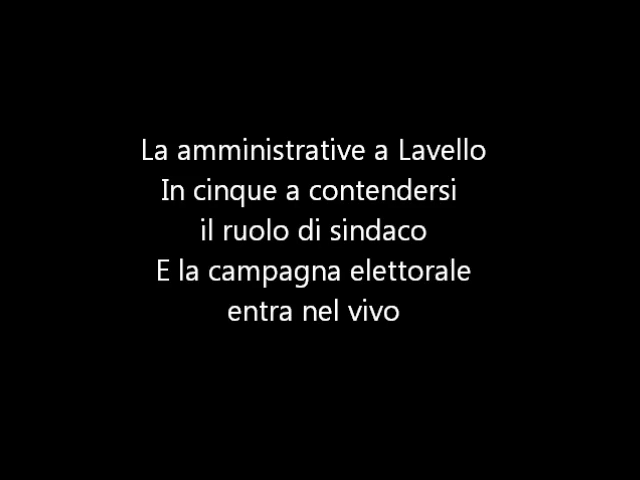 La amministrative a Lavello
In cinque a contendersi
il ruolo di sindaco
E la campagna elettorale
entra nel vivo